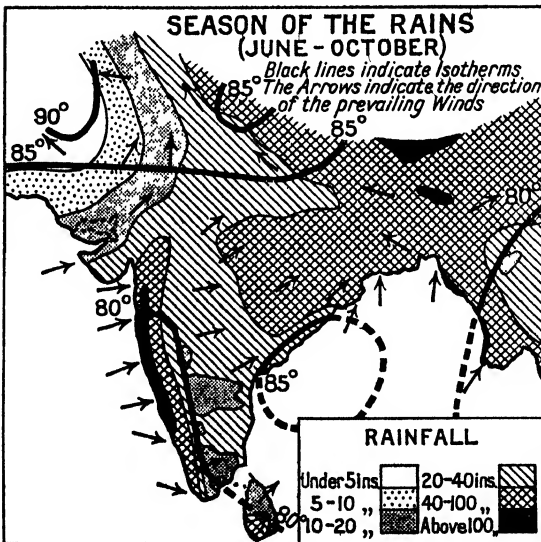 SEASON OF THE RAINS
(JUNE-OCTOBER)
Black lines indicate Isotherms
The Arrows indicate the direction
of the prevailing Winds
85°
90°
85°
85°
80°
80°
85°
80°
RAINFALL
Under 5 ins. 20-40 ins.
5-10 „ 40-100 „
10-20 „ Above 100 „